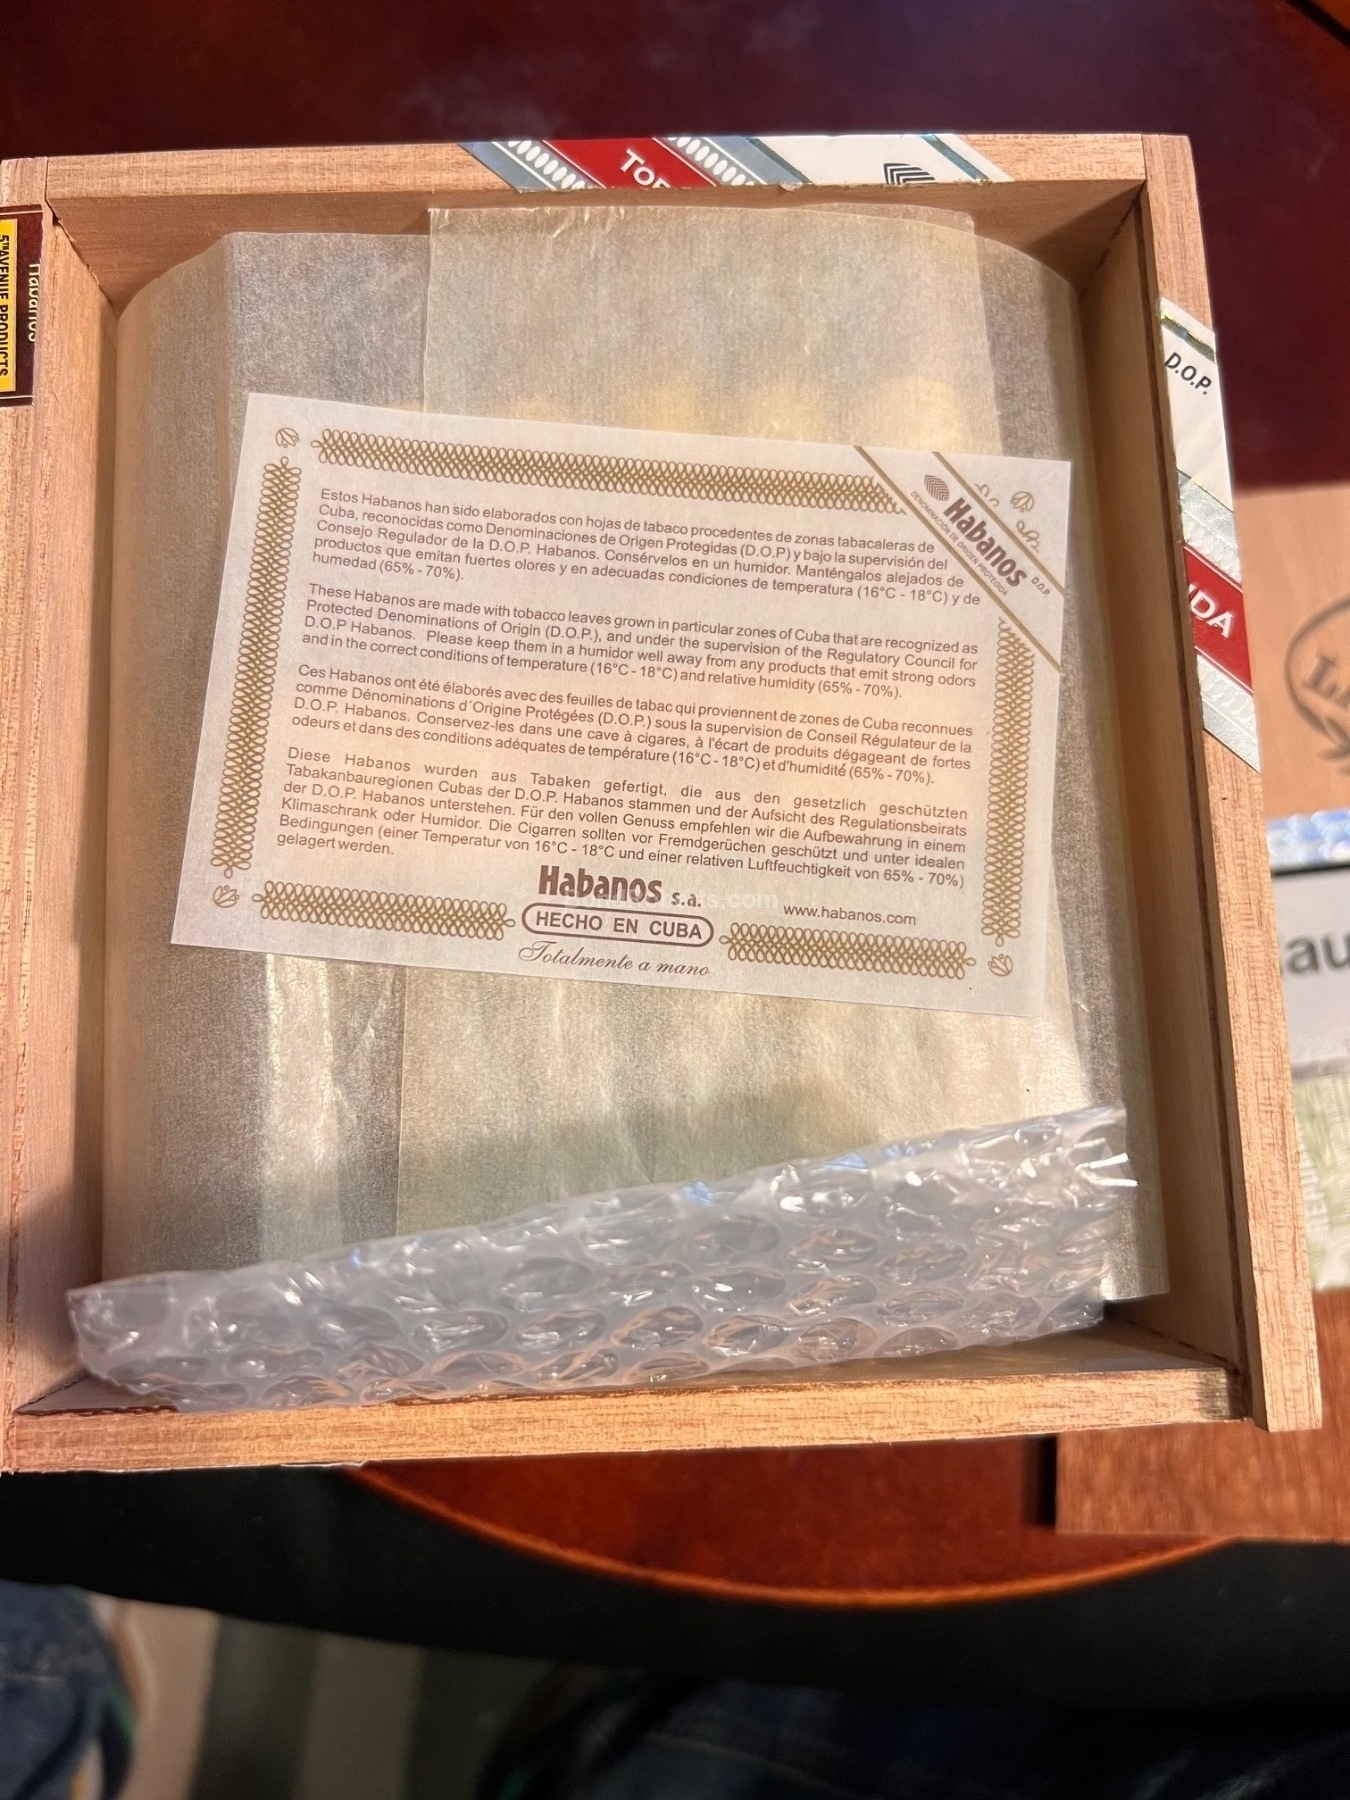 TOR
5TH AVENUE PRODUCTS
Habanos
D.O.P.
IDA
Habanos
D.O.P.
DENOMINACIÓN DE ORIGEN PROTEGIDA
Estos Habanos han sido elaborados con hojas de tabaco procedentes de zonas tabacaleras de
Cuba, reconocidas como Denominaciones de Origen Protegidas (D.O.P) y bajo la supervisión del
Consejo Regulador de la D.O.P. Habanos. Consérvelos en un humidor. Manténgalos alejados de
productos que emitan fuertes olores y en adecuadas condiciones de temperatura (16°C - 18°C) y de
humedad (65% - 70%).
These Habanos are made with tobacco leaves grown in particular zones of Cuba that are recognized as
Protected Denominations of Origin (D.O.P.), and under the supervision of the Regulatory Council for
D.O.P Habanos. Please keep them in a humidor well away from any products that emit strong odors
and in the correct conditions of temperature (16°C - 18°C) and relative humidity (65% - 70%).
Ces Habanos ont été élaborés avec des feuilles de tabac qui proviennent de zones de Cuba reconnues
comme Dénominations d´Origine Protégées (D.O.P.) sous la supervision de Conseil Régulateur de la
D.O.P. Habanos. Conservez-les dans une cave à cigares, à l'écart de produits dégageant de fortes
odeurs et dans des conditions adéquates de température (16°C - 18°C) et d'humidité (65% - 70%).
Diese Habanos wurden aus Tabaken gefertigt, die aus den gesetzlich geschützten
Tabakanbauregionen Cubas der D.O.P. Habanos stammen und der Aufsicht des Regulationsbeirats
der D.O.P. Habanos unterstehen. Für den vollen Genuss empfehlen wir die Aufbewahrung in einem
Klimaschrank oder Humidor. Die Cigarren sollten vor Fremdgerüchen geschützt und unter idealen
Bedingungen (einer Temperatur von 16°C - 18°C und einer relativen Luftfeuchtigkeit von 65% - 70%)
gelagert werden.
Habanos s.a.
www.habanos.com
HECHO EN CUBA
Totalmente a mano
au